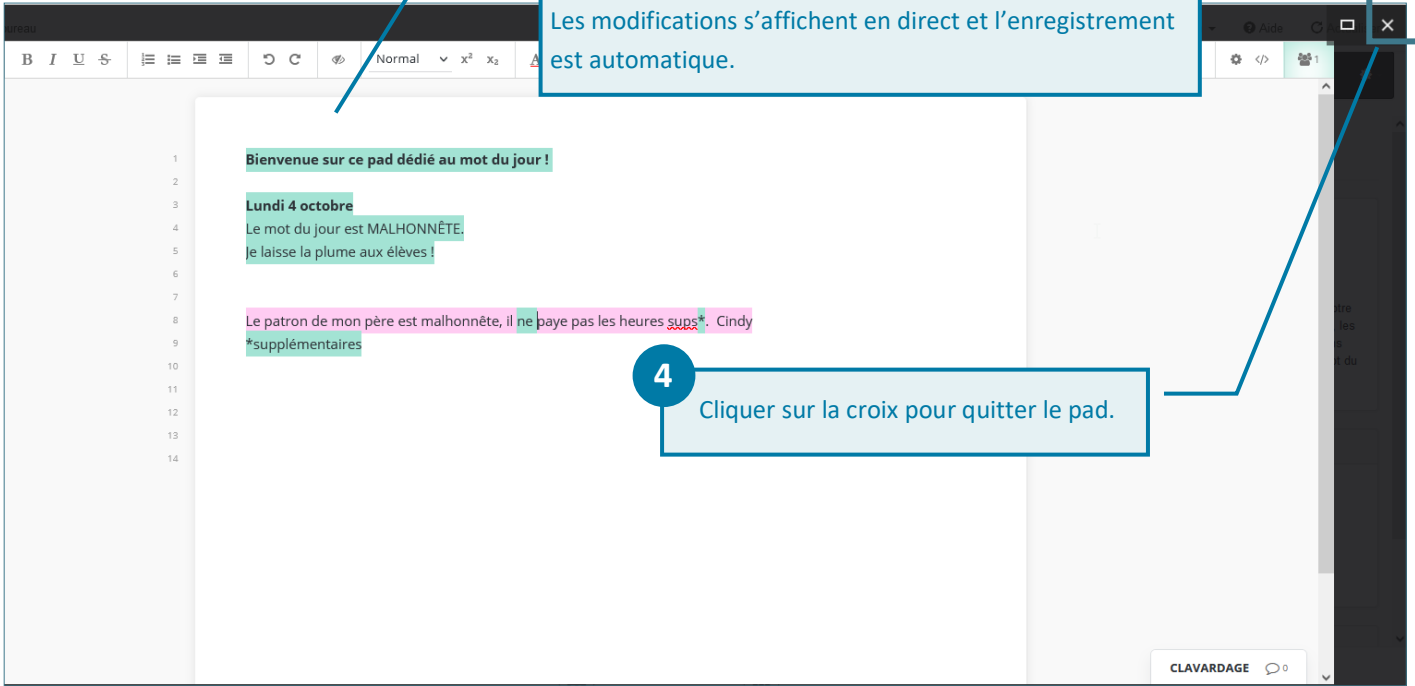 Les modifications s’affichent en direct et l’enregistrement
est automatique.
Aide
B I U S
Normal
x² x₂
A
</>
1
1 Bienvenue sur ce pad dédié au mot du jour !
2
3 Lundi 4 octobre
4 Le mot du jour est MALHONNÊTE.
5 Je laisse la plume aux élèves !
6
7
8 Le patron de mon père est malhonnête, il ne paye pas les heures sups*. Cindy
9 *supplémentaires
10
11
12
13
14
4
Cliquer sur la croix pour quitter le pad.
les
CLAVARDAGE 0